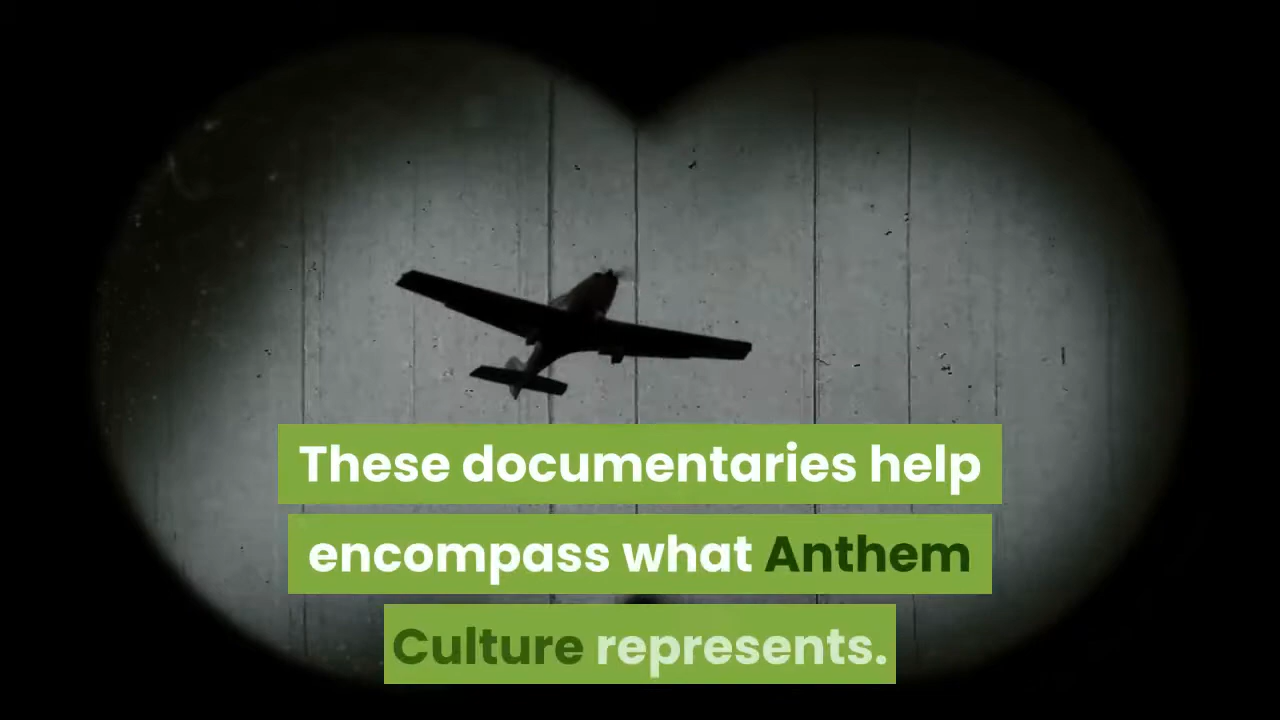 These documentaries help
encompass what Anthem
Culture represents.